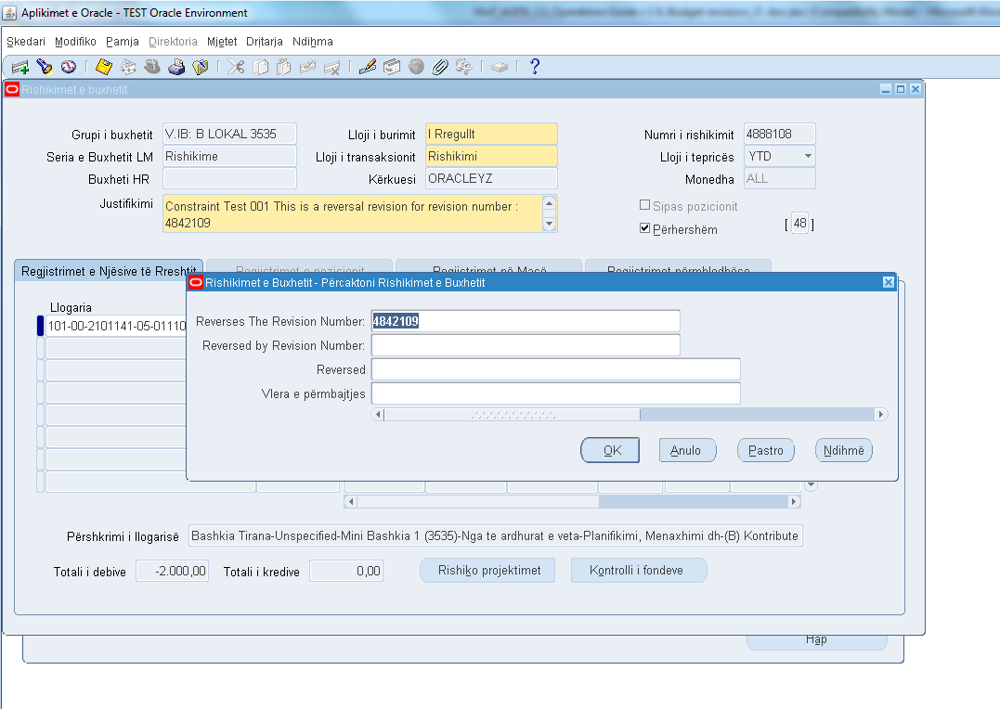 Aplikimet e Oracle - TEST Oracle Environment
Skedari Modifiko Pamja Direktoria Mjetet Dritarja Ndihma
Rishikimet e buxhetit
Grupi i buxhetit V.IB: B LOKAL 3535 Lloji i burimit I Rregullt Numri i rishikimit 4888108
Seria e Buxhetit LM Rishikime Lloji i transaksionit Rishikimi Lloji i tepricës YTD
Buxheti HR Kërkuesi ORACLEYZ Monedha ALL
Justifikimi Constraint Test 001 This is a reversal revision for revision number :
4842109
Sipas pozicionit
Përhershëm [ 48 ]
Regjistrimet e Njësive të Rreshtit
Rishikimet e Buxhetit - Përcaktoni Rishikimet e Buxhetit
Llogaria
101-00-2101141-05-01110
Reverses The Revision Number: 4842109
Reversed by Revision Number:
Reversed
Vlera e përmbajtjes
OK Anulo Pastro Ndihmë
Përshkrimi i llogarisë Bashkia Tirana-Unspecified-Mini Bashkia 1 (3535)-Nga te ardhurat e veta-Planifikimi, Menaxhimi dh-(B) Kontribute
Totali i debive -2.000,00 Totali i kredive 0,00 Rishiko projektimet Kontrolli i fondeve
Hap